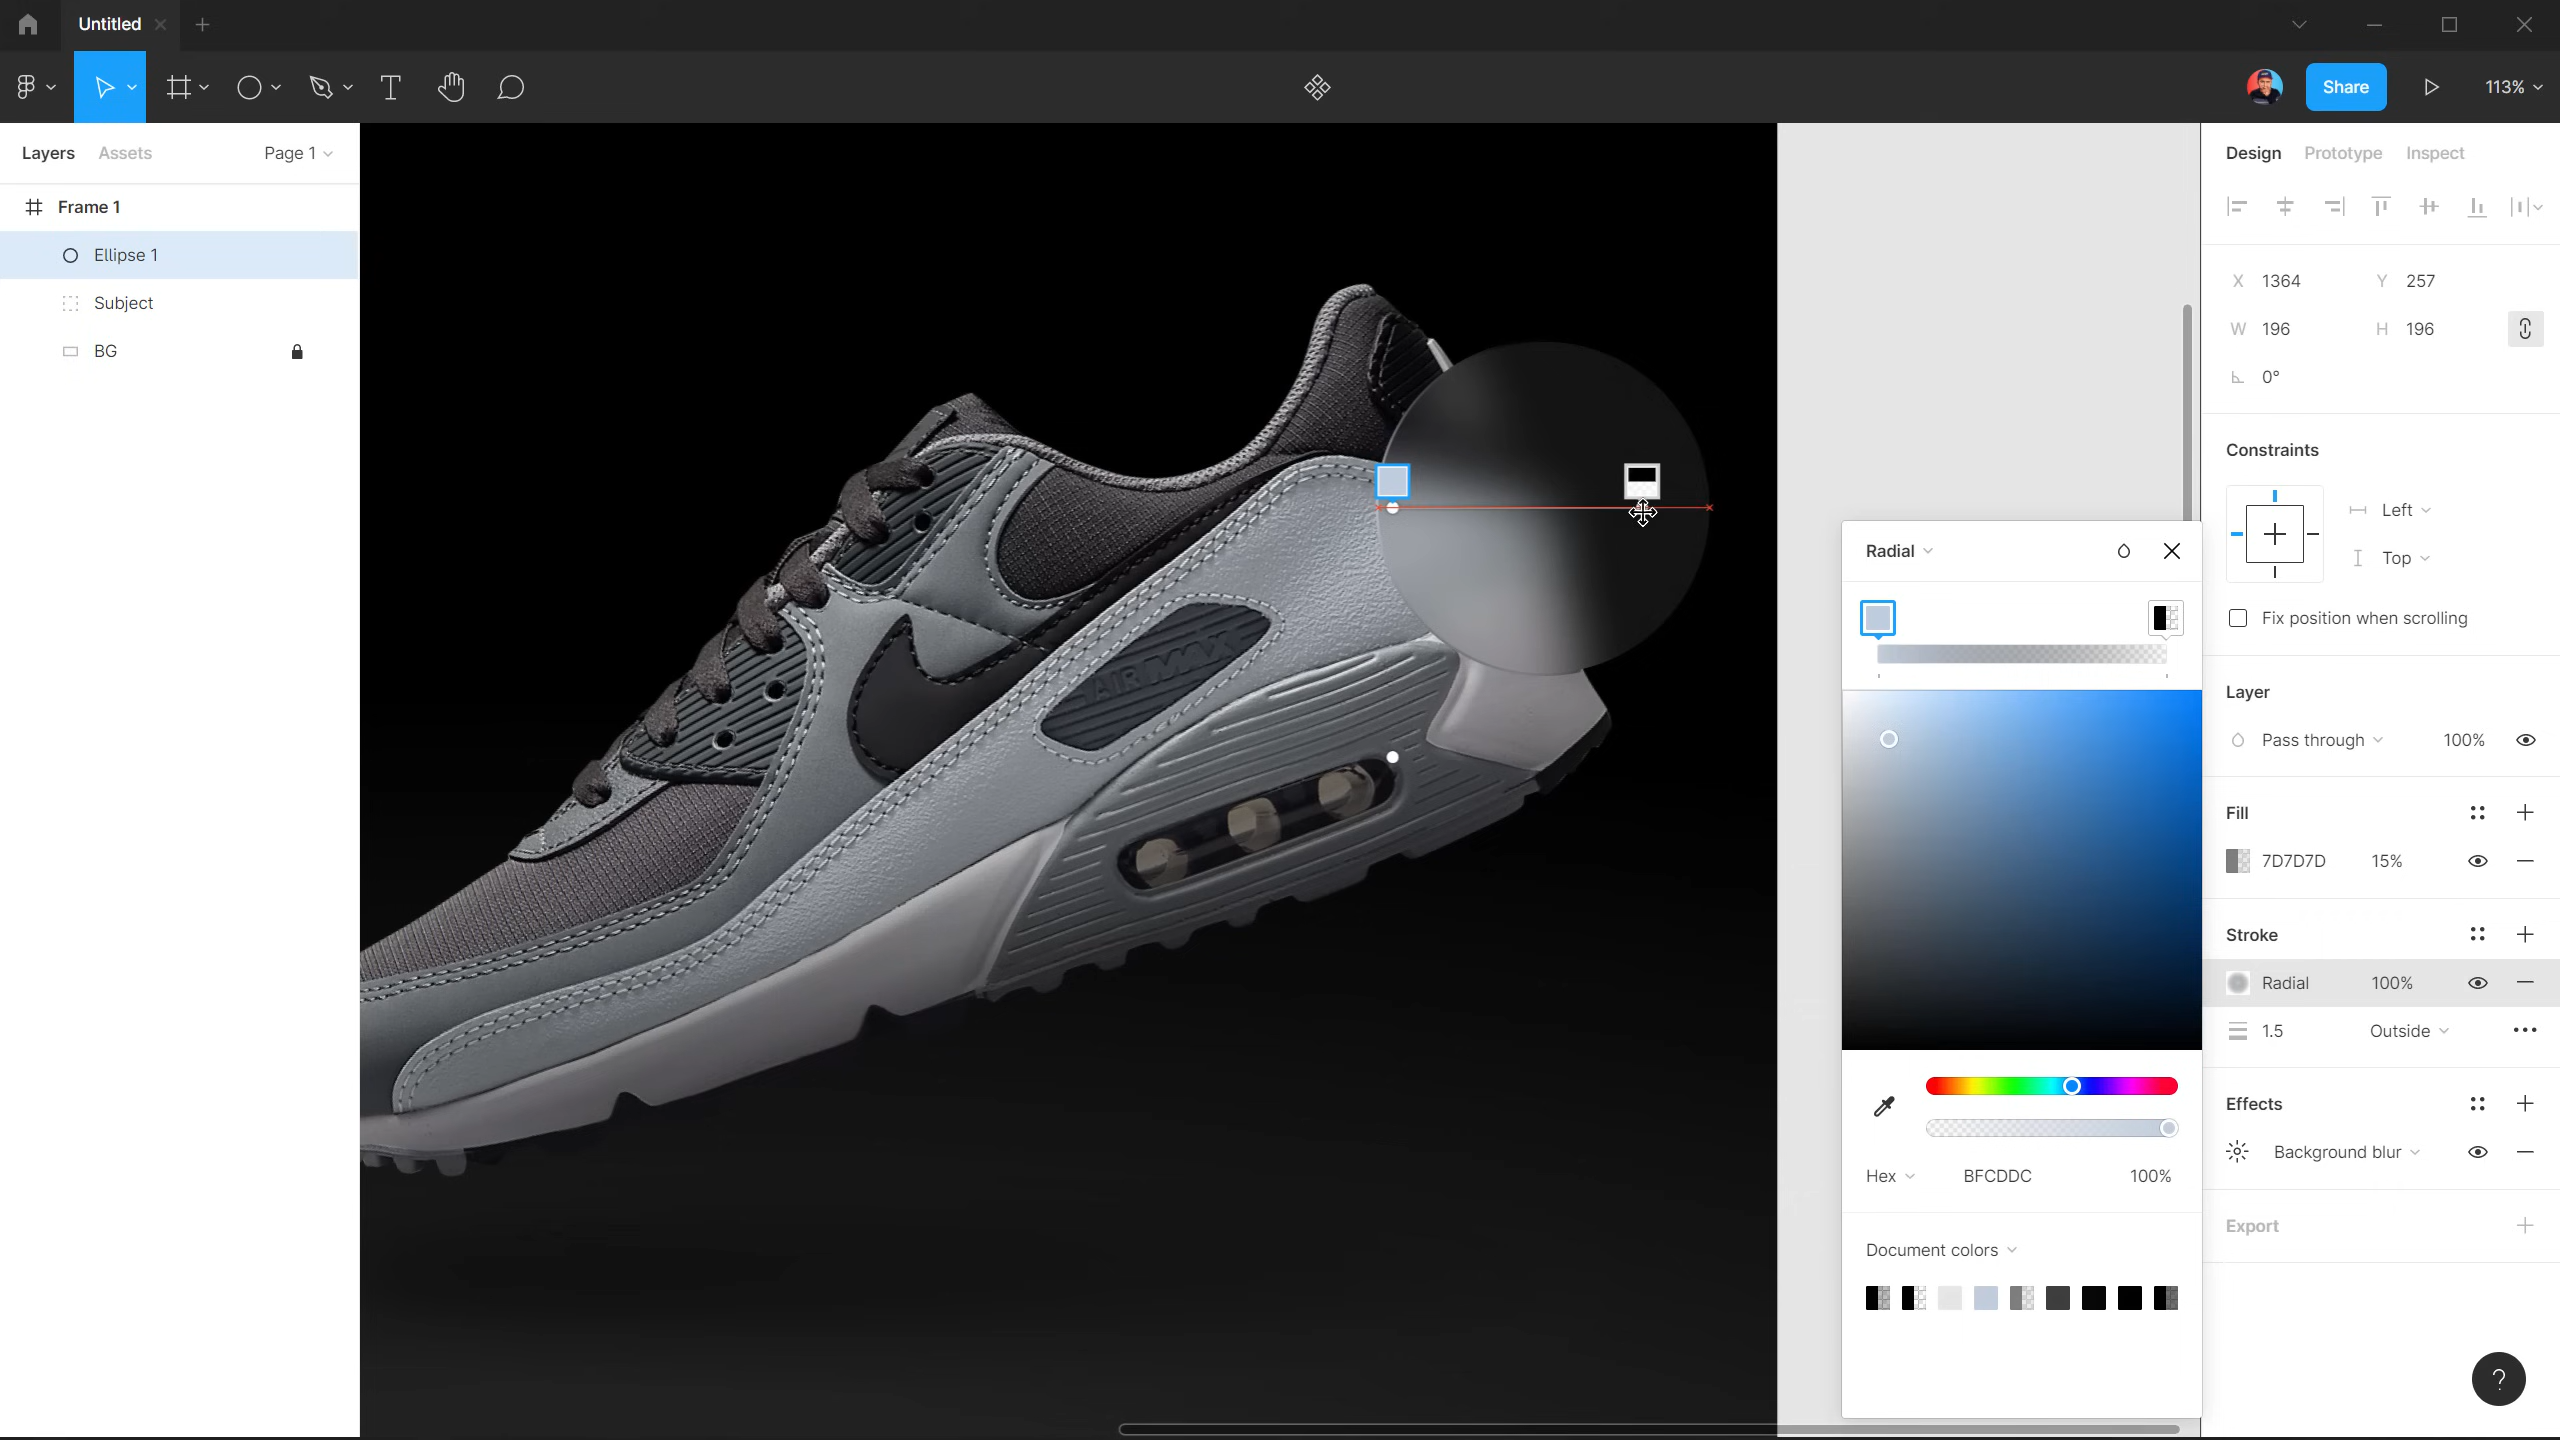 Untitled
Share
113%
Layers
Assets
Page 1
Design
Prototype
Inspect
Frame 1
Ellipse 1
Subject
BG
X 1364
Y 257
W 196
H 196
0°
Constraints
Left
Top
Fix position when scrolling
Layer
Pass through
100%
Fill
7D7D7D
15%
Stroke
Radial
100%
1.5
Outside
Effects
Background blur
Export
?
Radial
Hex
BFCDDC
100%
Document colors
AIR MAX